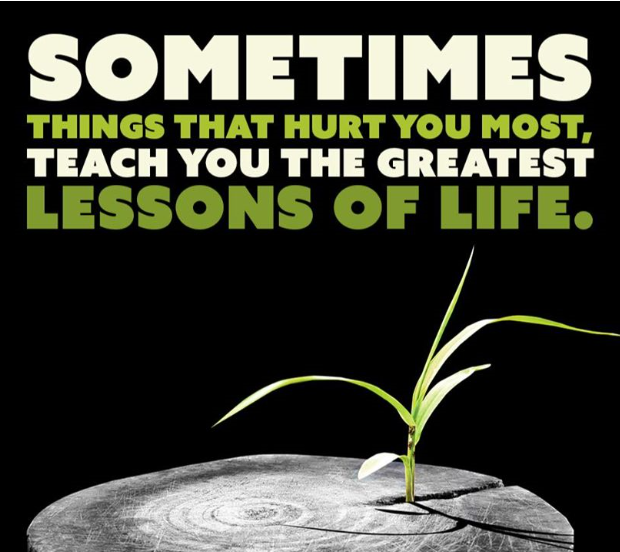 SOMETIMES
THINGS THAT HURT YOU MOST,
TEACH YOU THE GREATEST
LESSONS OF LIFE.